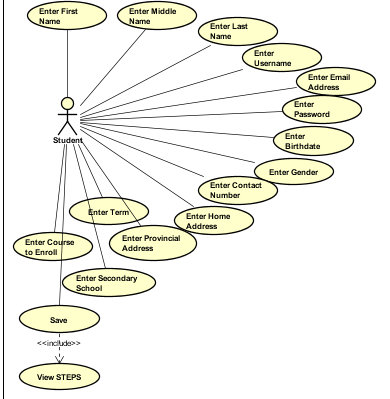 Enter First
Name
Enter Middle
Name
Enter Last
Name
Enter
Username
Enter Email
Address
Enter
Password
Enter
Birthdate
Enter Gender
Enter Contact
Number
Enter Home
Address
Student
Enter Term
Enter Provincial
Address
Enter Course
to Enroll
Enter Secondary
School
Save
<<include>>
View STEPS